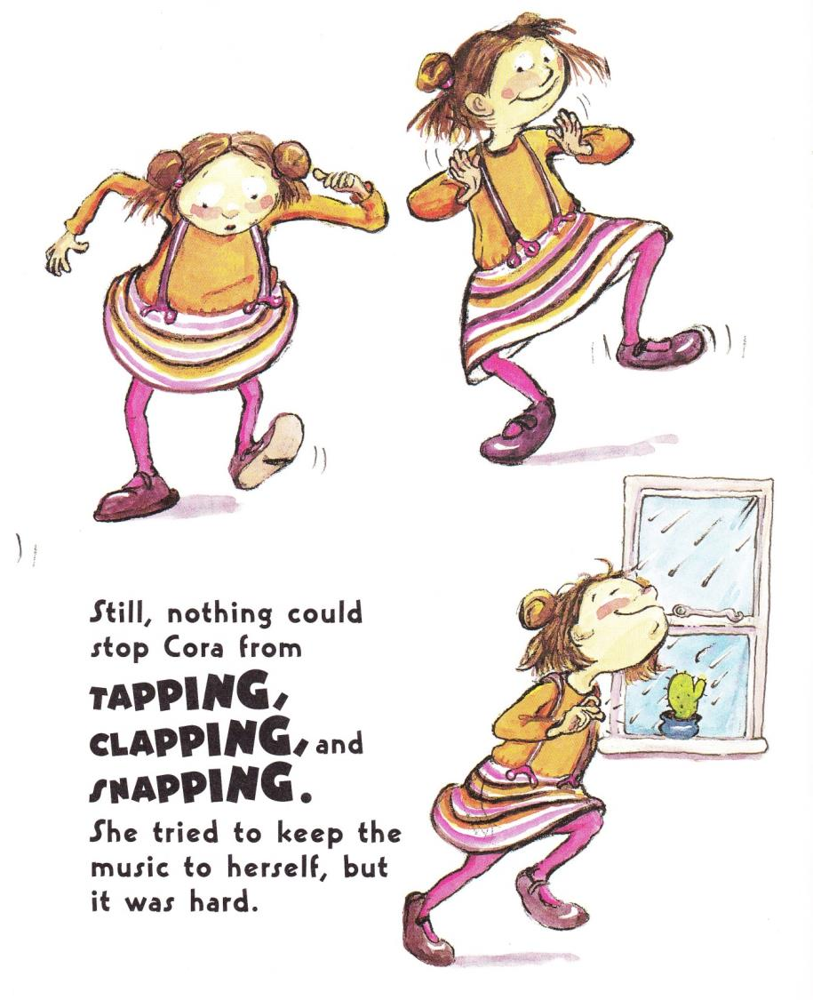 Still, nothing could
stop Cora from
TAPPING,
CLAPPING, and
SNAPPING.
She tried to keep the
music to herself, but
it was hard.